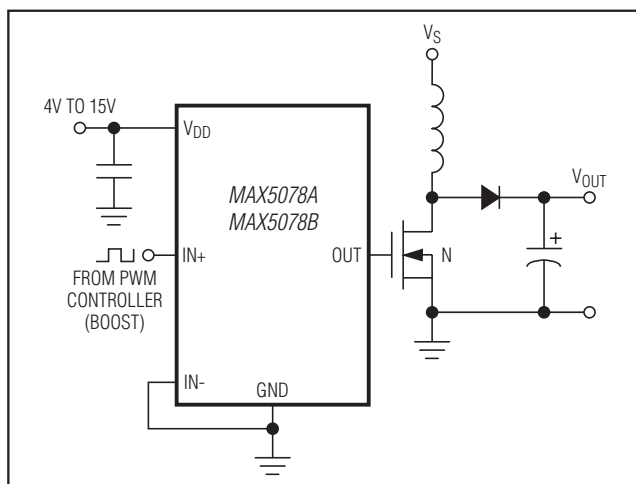 V_S
4V TO 15V
V_DD
MAX5078A
MAX5078B
V_OUT
IN+
OUT
N
+
FROM PWM
CONTROLLER
(BOOST)
IN-
GND